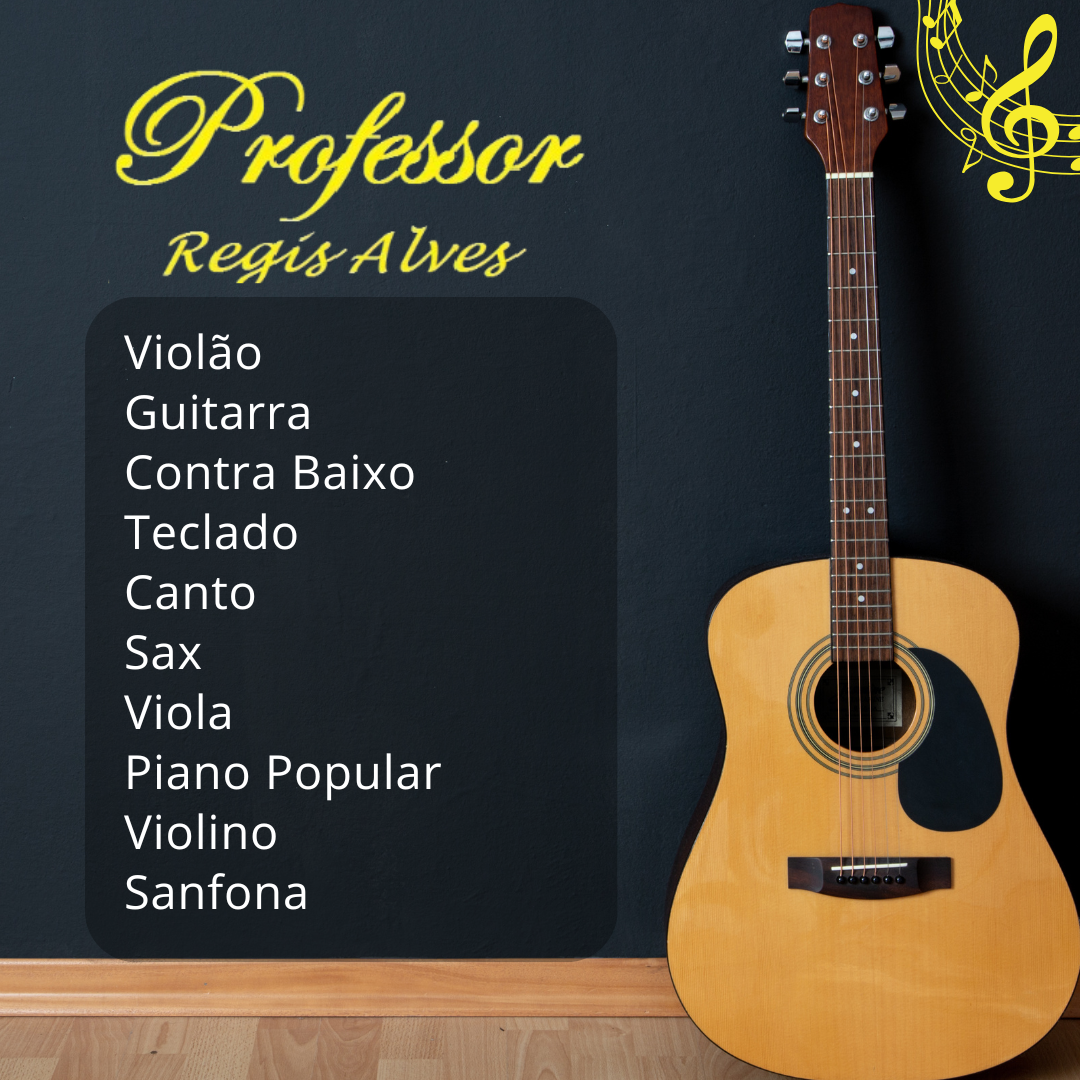 Professor
Regis Alves
Violão
Guitarra
Contra Baixo
Teclado
Canto
Sax
Viola
Piano Popular
Violino
Sanfona